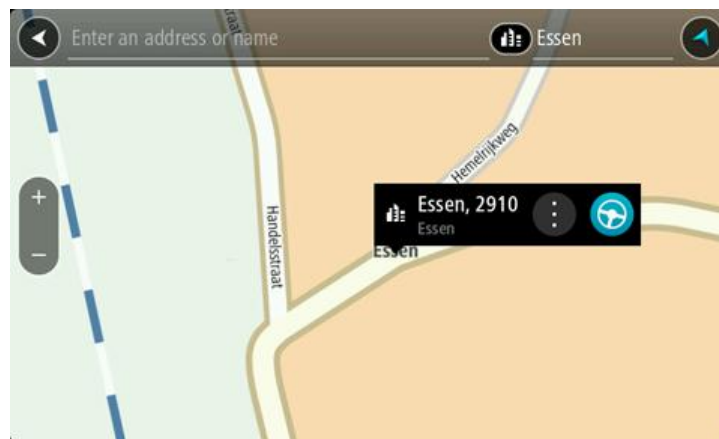 Enter an address or name
Essen
Hemelrijkweg
Handelsstraat
Essen, 2910
Essen
Essen